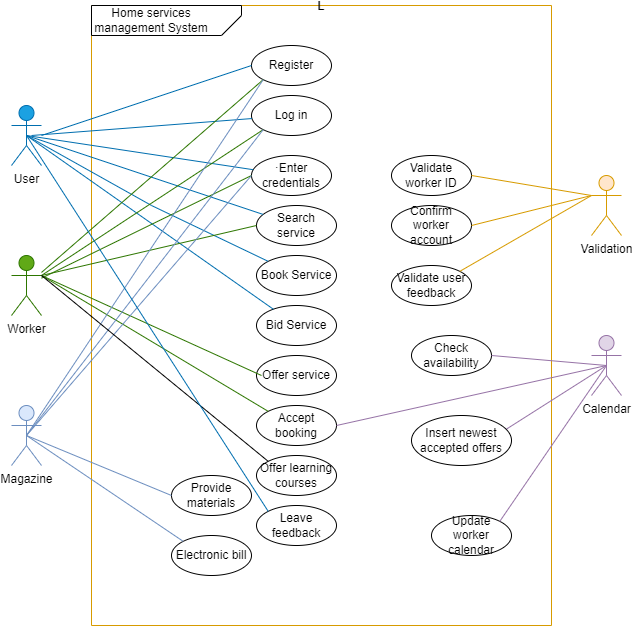 L
Home services
management System
Register
Log in
·Enter
credentials
Search
service
Book Service
Bid Service
Offer service
Accept
booking
Offer learning
courses
Leave
feedback
Provide
materials
Electronic bill
User
Worker
Magazine
Validate
worker ID
Confirm
worker
account
Validate user
feedback
Check
availability
Insert newest
accepted offers
Update
worker
calendar
Validation
Calendar